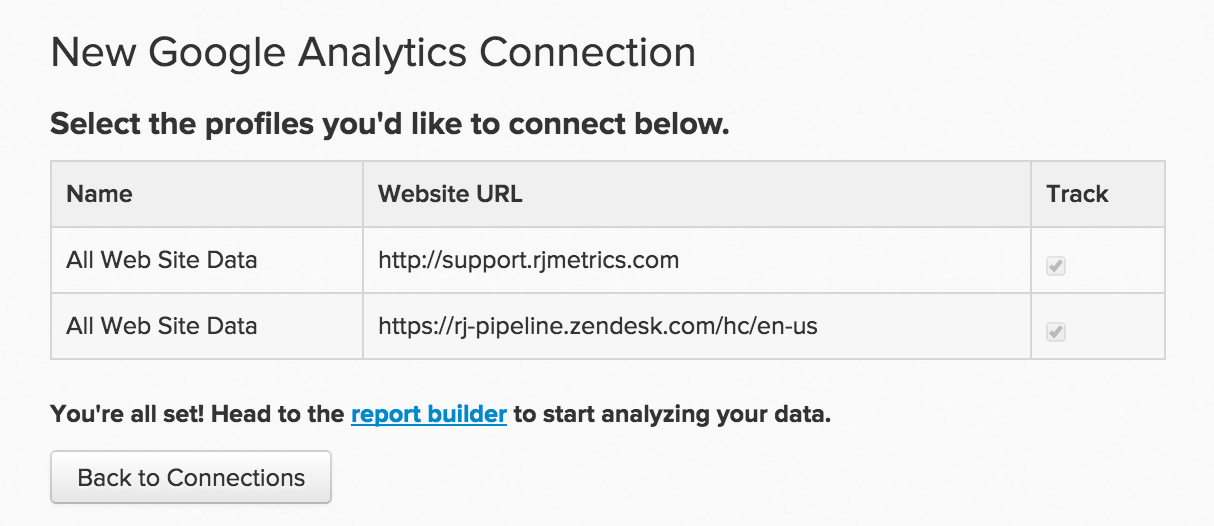 New Google Analytics Connection
Select the profiles you'd like to connect below.
Name Website URL Track
All Web Site Data http://support.rjmetrics.com
All Web Site Data https://rj-pipeline.zendesk.com/hc/en-us
You're all set! Head to the report builder to start analyzing your data.
Back to Connections